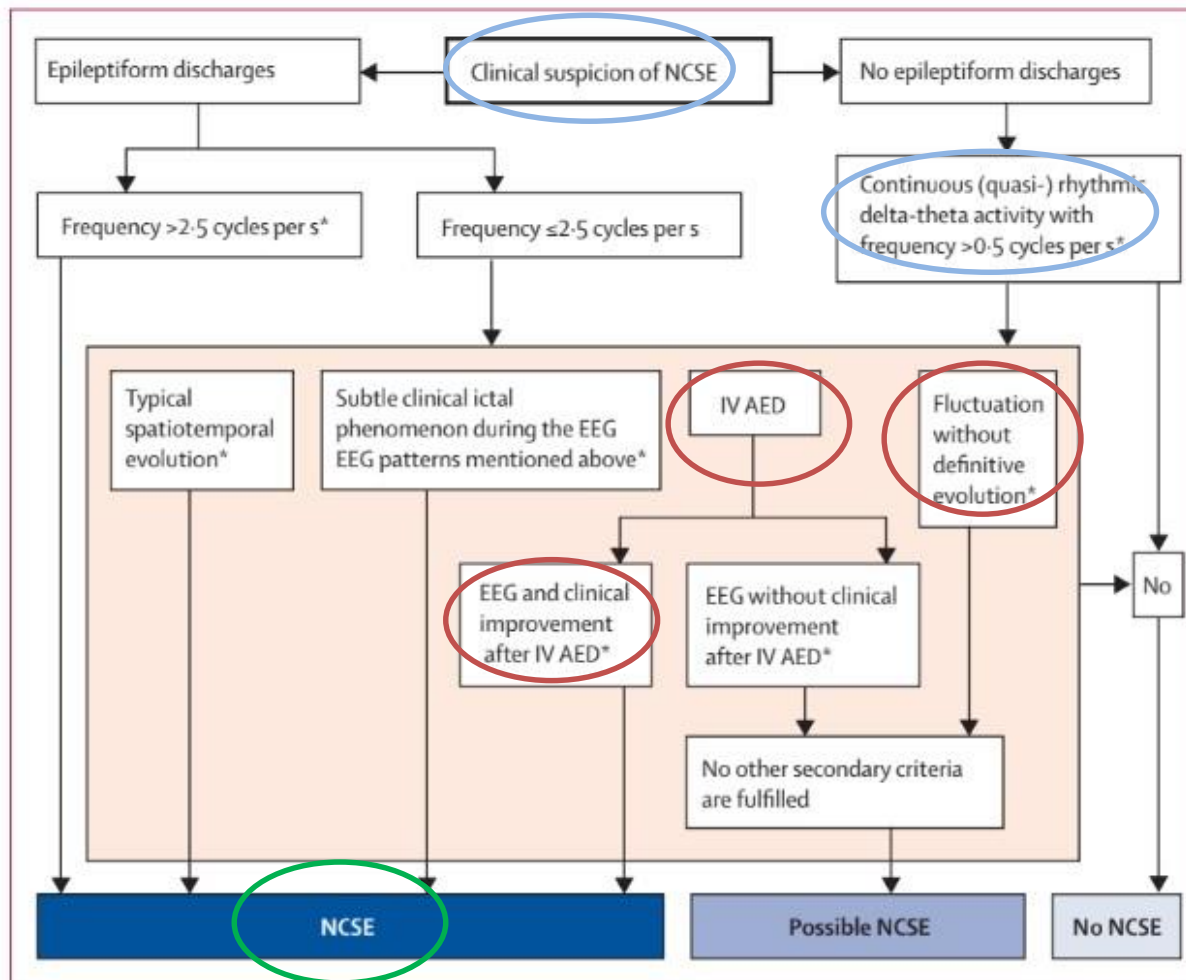 Epileptiform discharges
Clinical suspicion of NCSE
No epileptiform discharges
Frequency >2·5 cycles per s*
Frequency ≤2·5 cycles per s
Continuous (quasi-) rhythmic
delta-theta activity with
frequency >0·5 cycles per s*
Typical
spatiotemporal
evolution*
Subtle clinical ictal
phenomenon during the EEG
EEG patterns mentioned above*
IV AED
Fluctuation
without
definitive
evolution*
EEG and clinical
improvement
after IV AED*
EEG without clinical
improvement
after IV AED*
No
No other secondary criteria
are fulfilled
NCSE
Possible NCSE
No NCSE